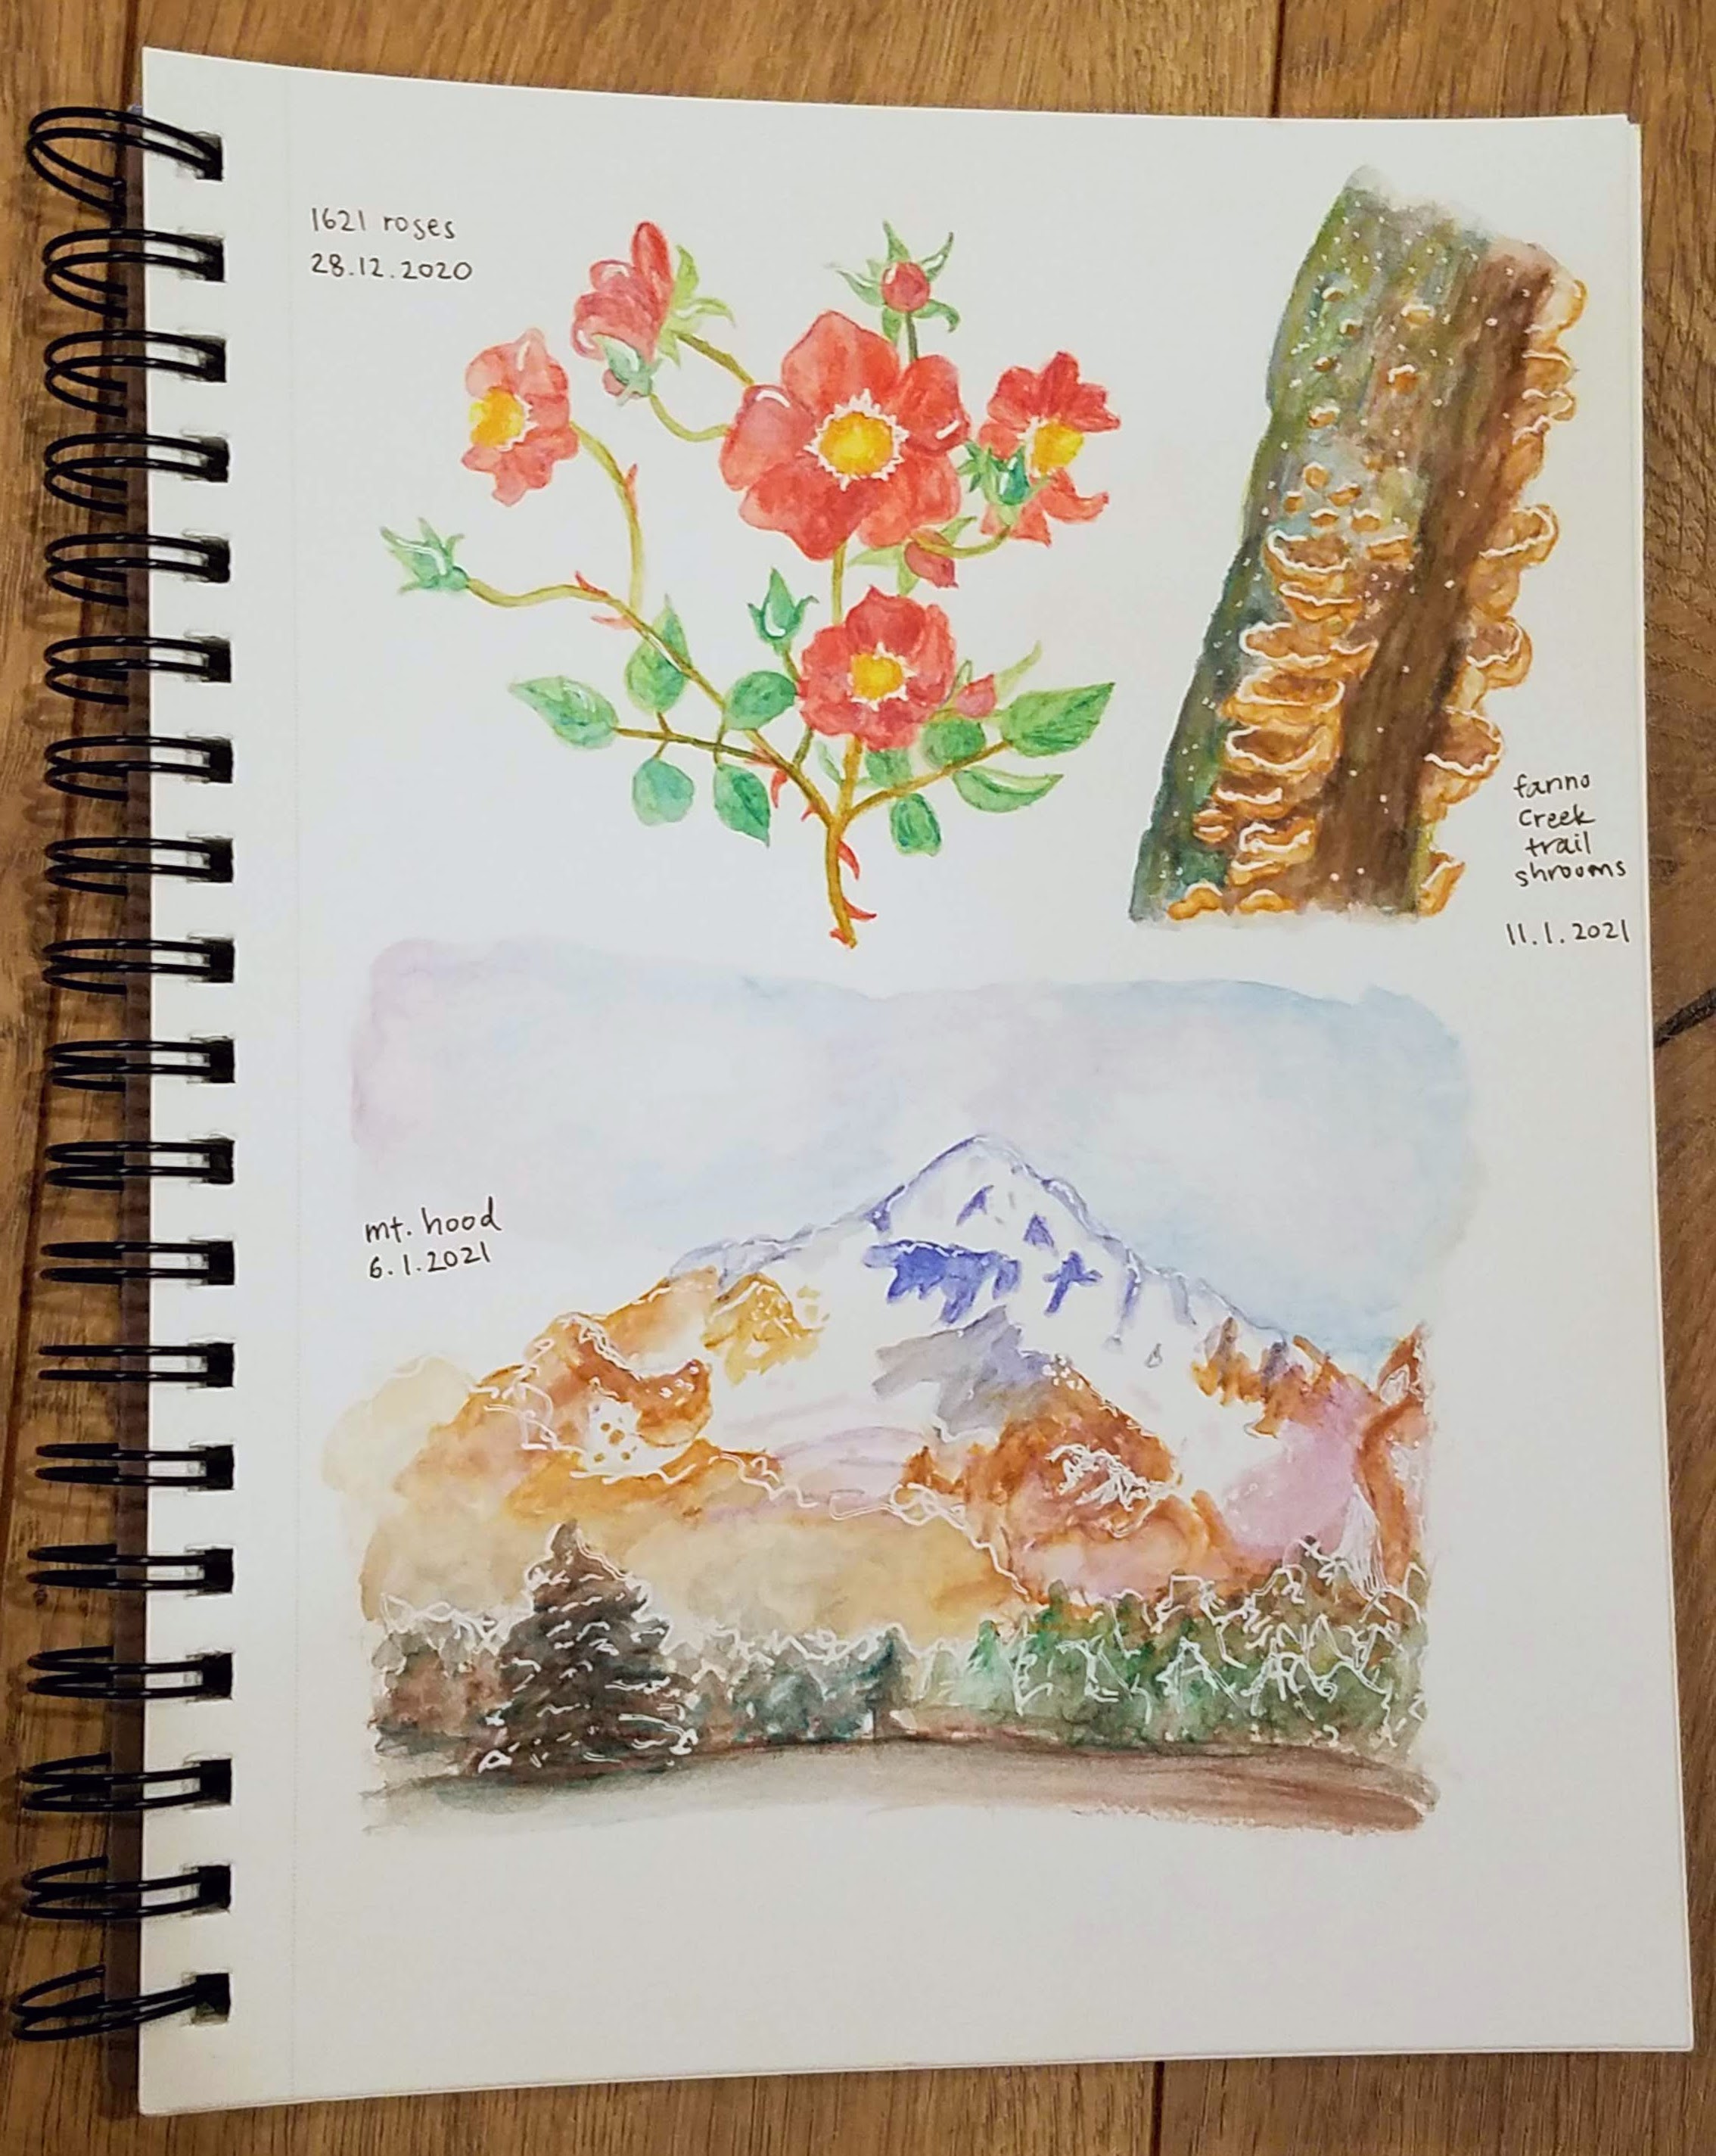 1621 roses
28.12.2020
fanno
creek
trail
shrooms
11.1.2021
mt. hood
6.1.2021